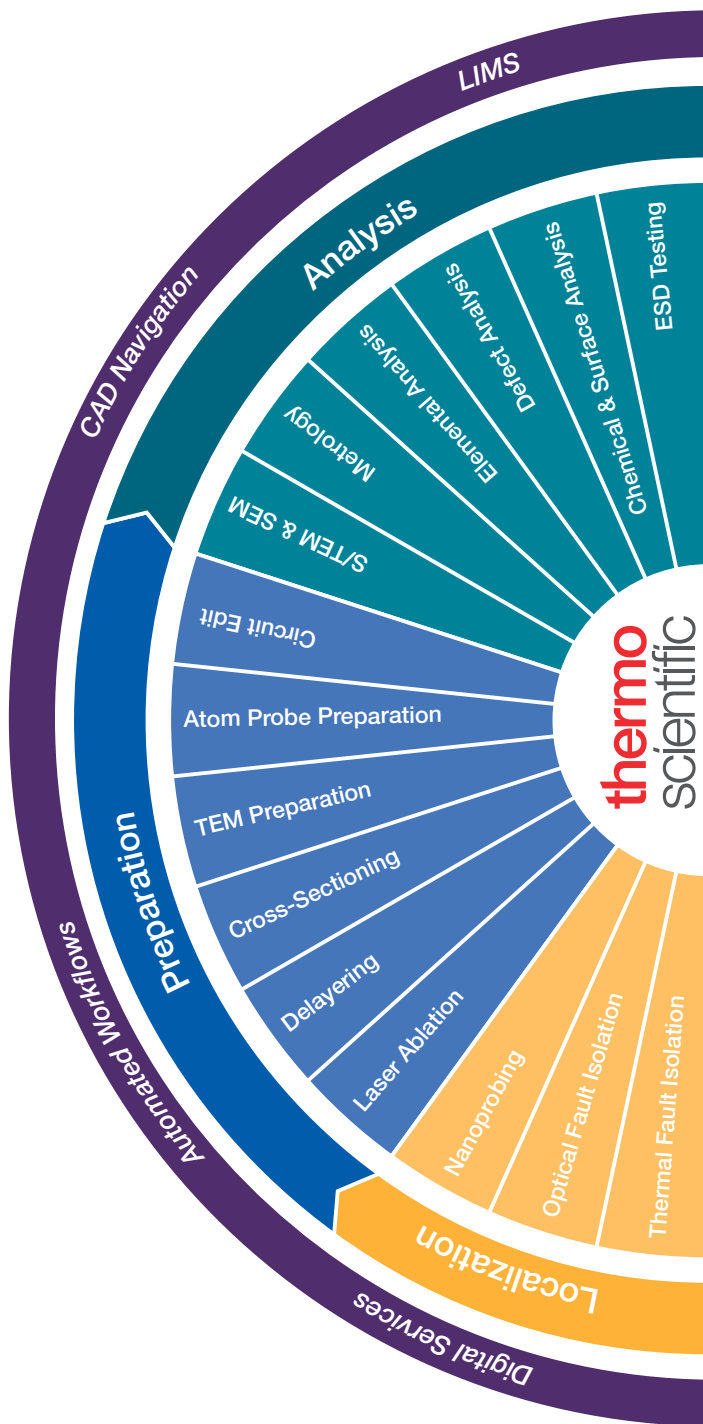 LIMS
CAD Navigation
Automated Workflows
Digital Services
Analysis
Preparation
Localization
ESD Testing
Chemical & Surface Analysis
Defect Analysis
Elemental Analysis
Metrology
S/TEM & SEM
Circuit Edit
Atom Probe Preparation
TEM Preparation
Cross-Sectioning
Delayering
Laser Ablation
Nanoprobing
Optical Fault Isolation
Thermal Fault Isolation
thermo
scientific